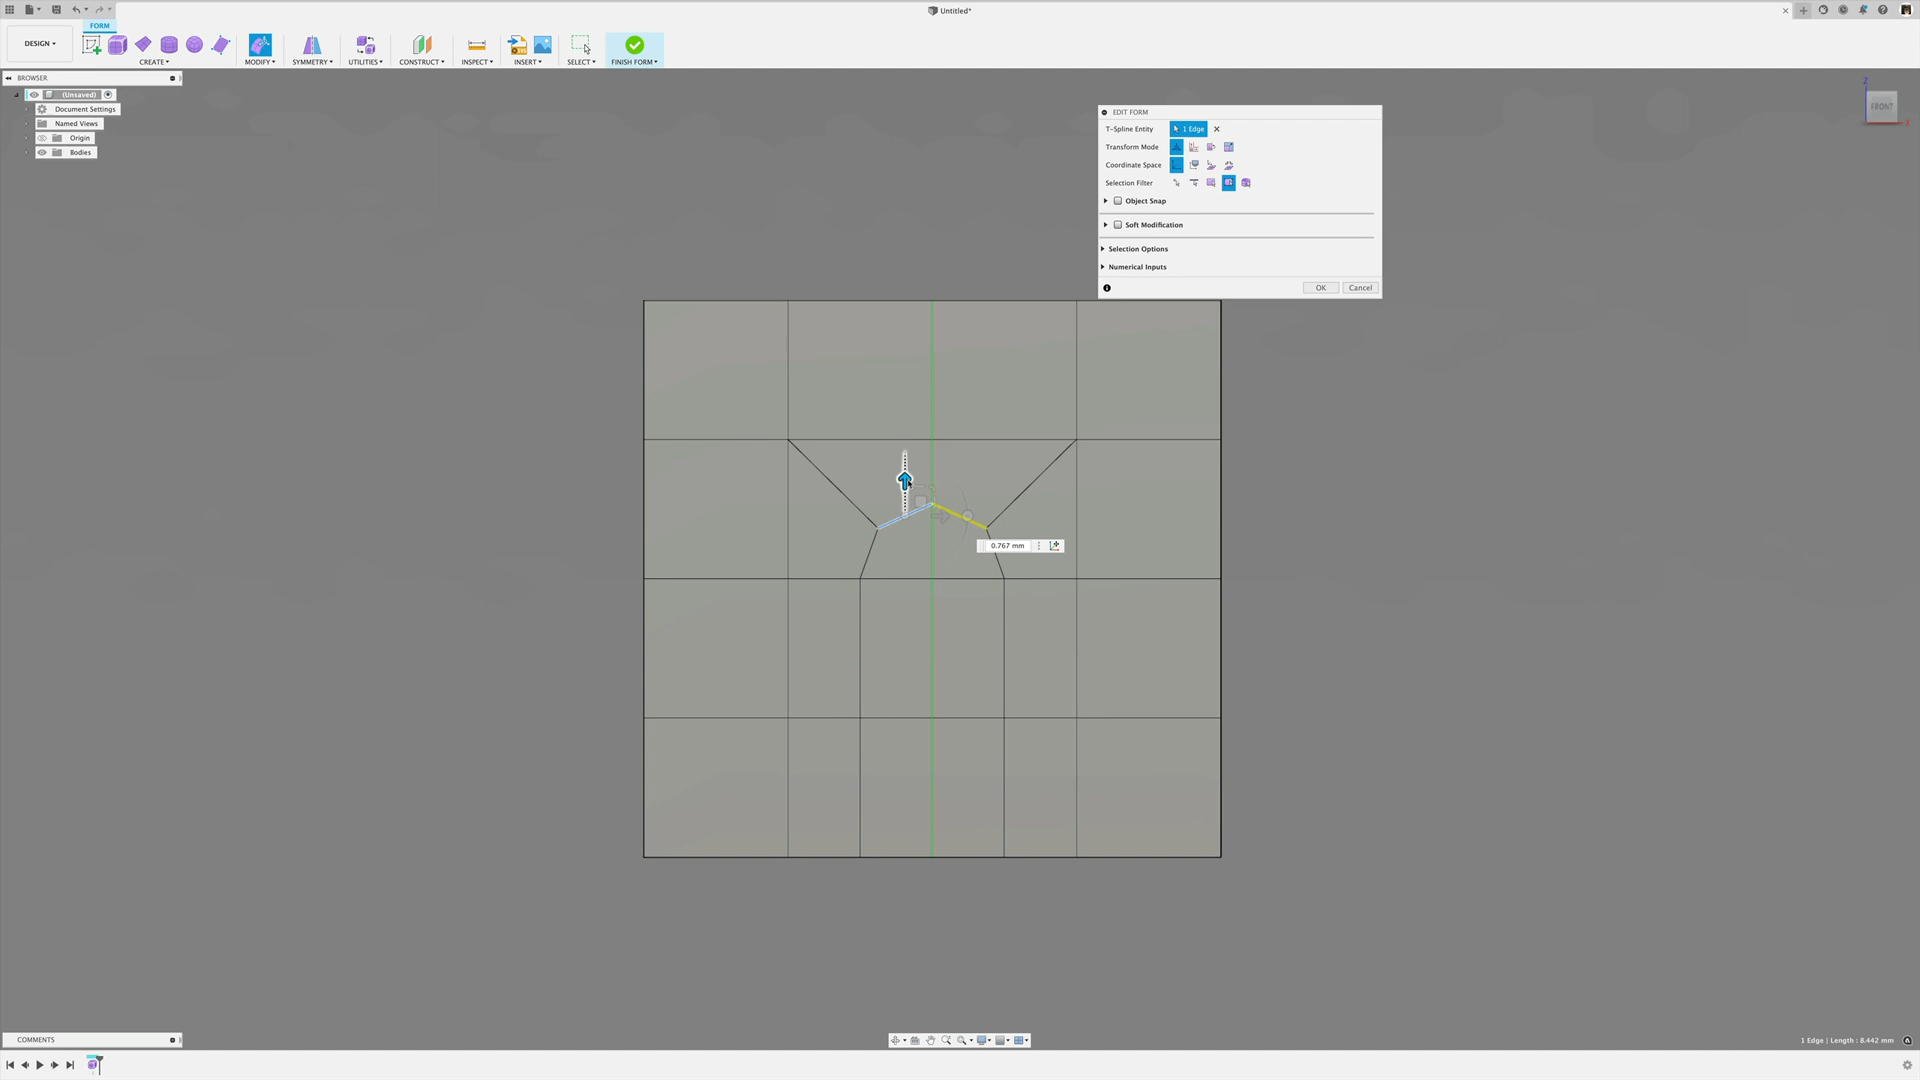 Untitled*
FORM
DESIGN
CREATE
MODIFY
SYMMETRY
UTILITIES
CONSTRUCT
INSPECT
INSERT
SELECT
FINISH FORM
BROWSER
(Unsaved)
Document Settings
Named Views
Origin
Bodies
Z
FRONT
X
EDIT FORM
T-Spline Entity
1 Edge
Transform Mode
Coordinate Space
Selection Filter
Object Snap
Soft Modification
Selection Options
Numerical Inputs
OK
Cancel
0.767 mm
COMMENTS
1 Edge | Length : 8.442 mm